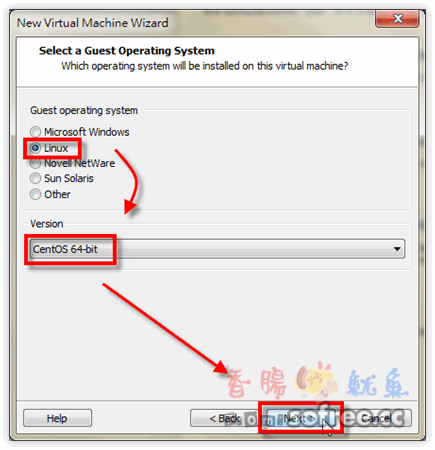 New Virtual Machine Wizard
Select a Guest Operating System
Which operating system will be installed on this virtual machine?
Guest operating system
Microsoft Windows
Linux
Novell NetWare
Sun Solaris
Other
Version
CentOS 64-bit
香腸 魷魚
Help
< Back
Next >
Cancel
sofree.cc